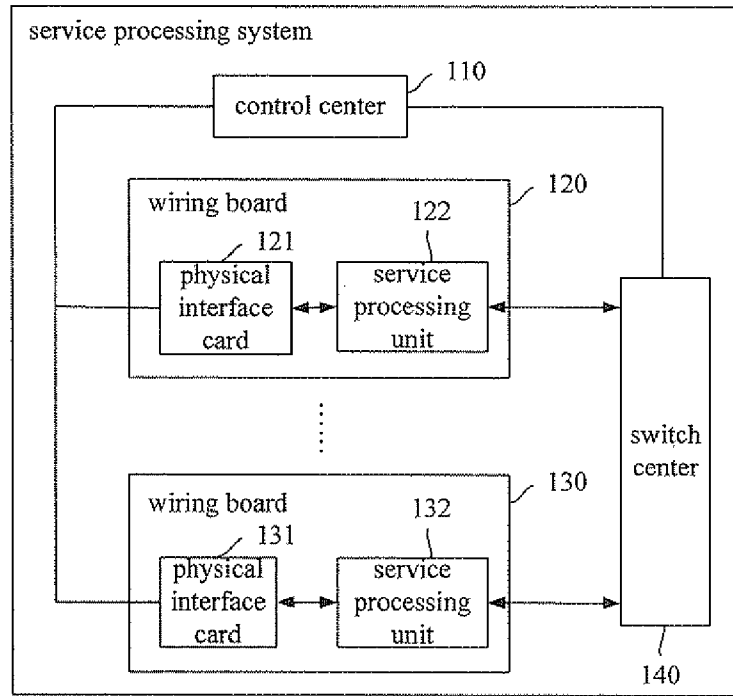 service processing system
110
control center
120
wiring board
122
121
physical
interface
card
service
processing
unit
switch
center
130
wiring board
132
131
physical
interface
card
service
processing
unit
140